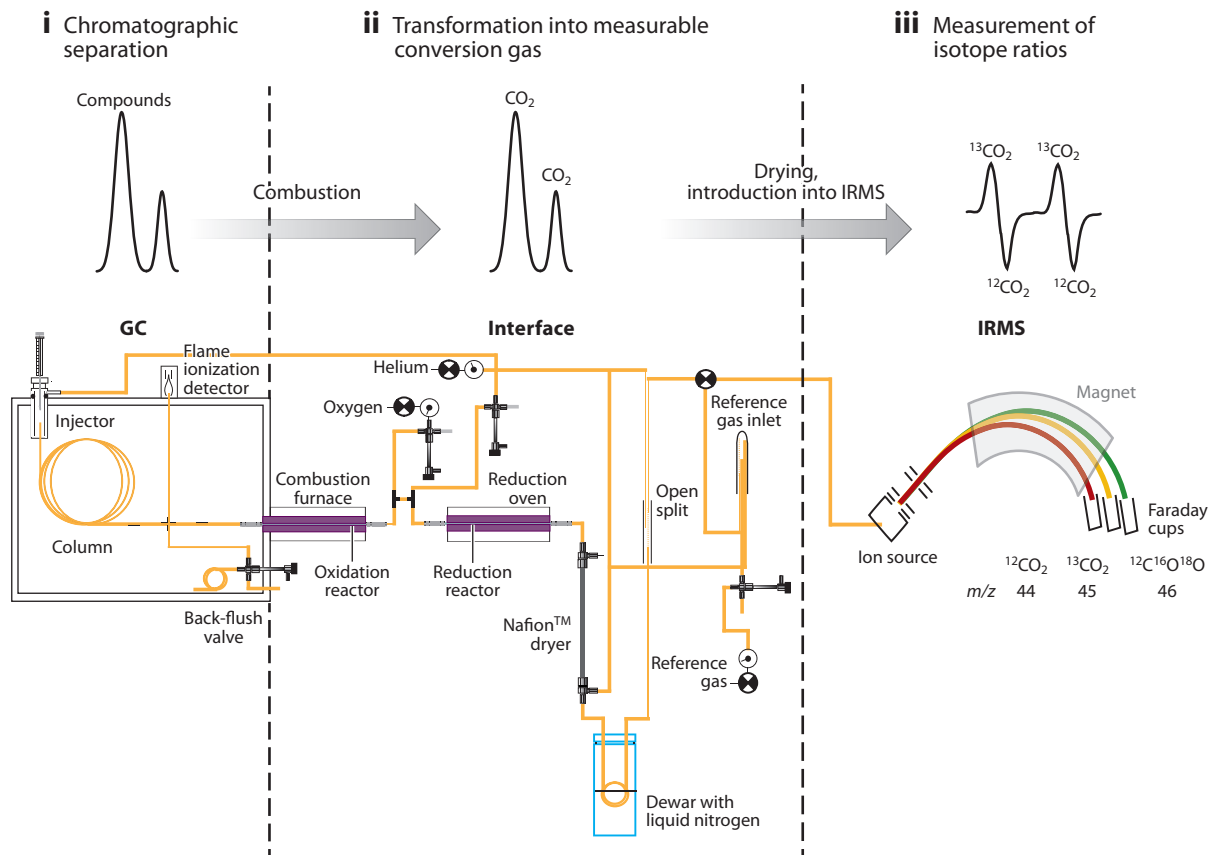 i Chromatographic
separation
ii Transformation into measurable
conversion gas
iii Measurement of
isotope ratios
Compounds
CO₂
CO₂
¹³CO₂
¹³CO₂
¹²CO₂
¹²CO₂
Combustion
Drying,
introduction into IRMS
GC
Interface
IRMS
Flame
ionization
detector
Injector
Column
Back-flush
valve
Combustion
furnace
Oxidation
reactor
Helium
Oxygen
Reduction
oven
Reduction
reactor
Nafion™
dryer
Open
split
Reference
gas inlet
Reference
gas
Dewar with
liquid nitrogen
Magnet
Ion source
Faraday
cups
¹²CO₂ ¹³CO₂ ¹²C¹⁶O¹⁸O
m/z 44 45 46